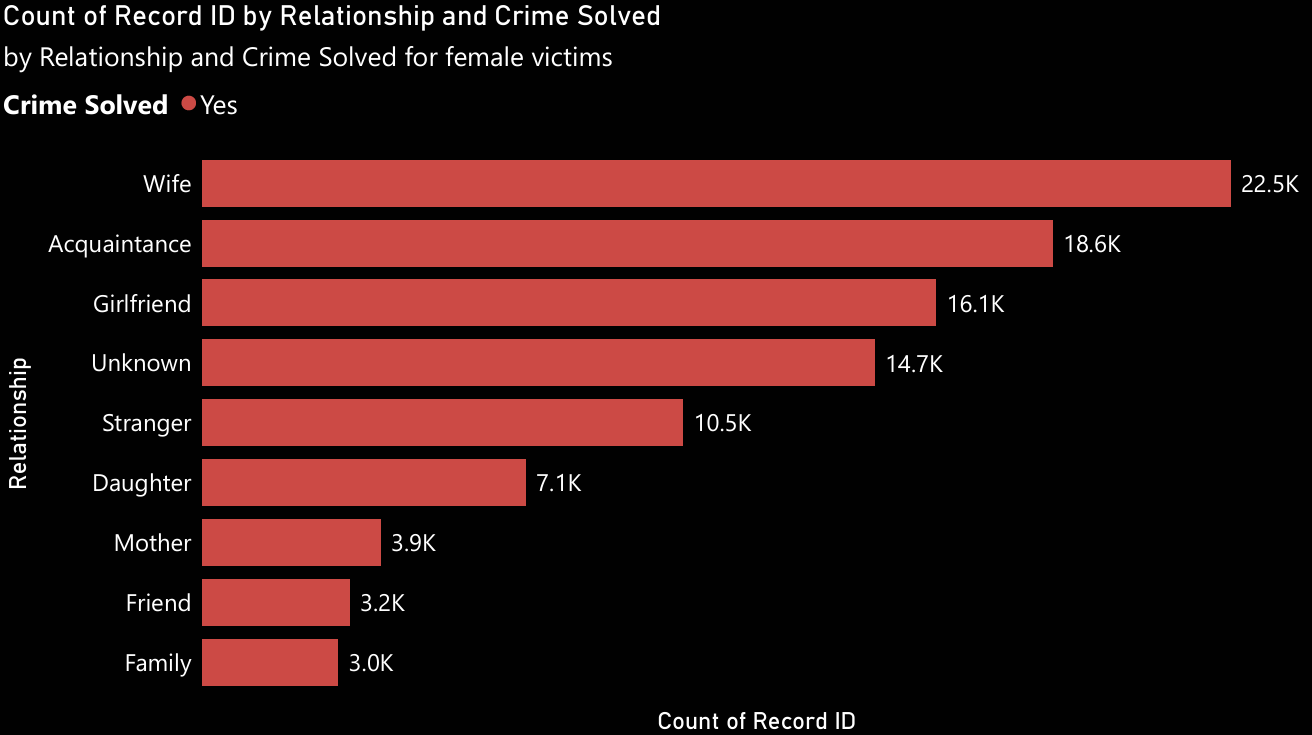 Count of Record ID by Relationship and Crime Solved
by Relationship and Crime Solved for female victims
Crime Solved Yes
Relationship
Wife 22.5K
Acquaintance 18.6K
Girlfriend 16.1K
Unknown 14.7K
Stranger 10.5K
Daughter 7.1K
Mother 3.9K
Friend 3.2K
Family 3.0K
Count of Record ID